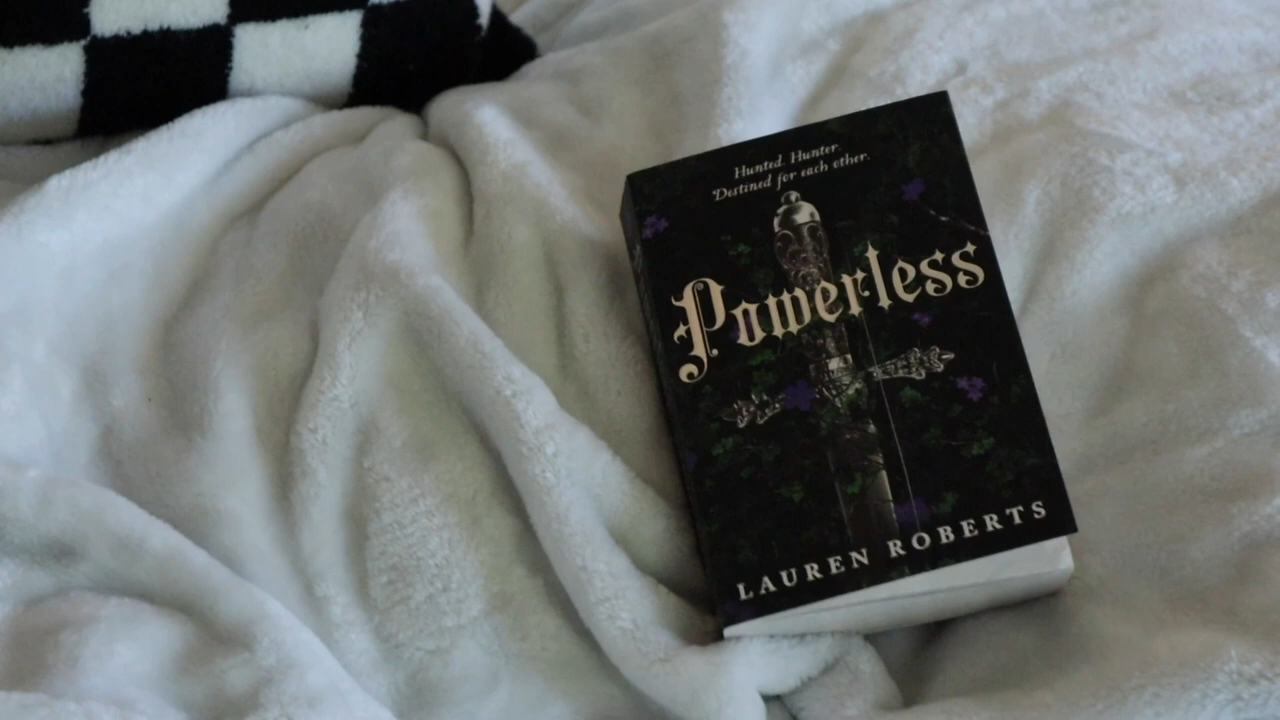 Hunted. Hunter.
Destined for each other.
Powerless
LAUREN ROBERTS